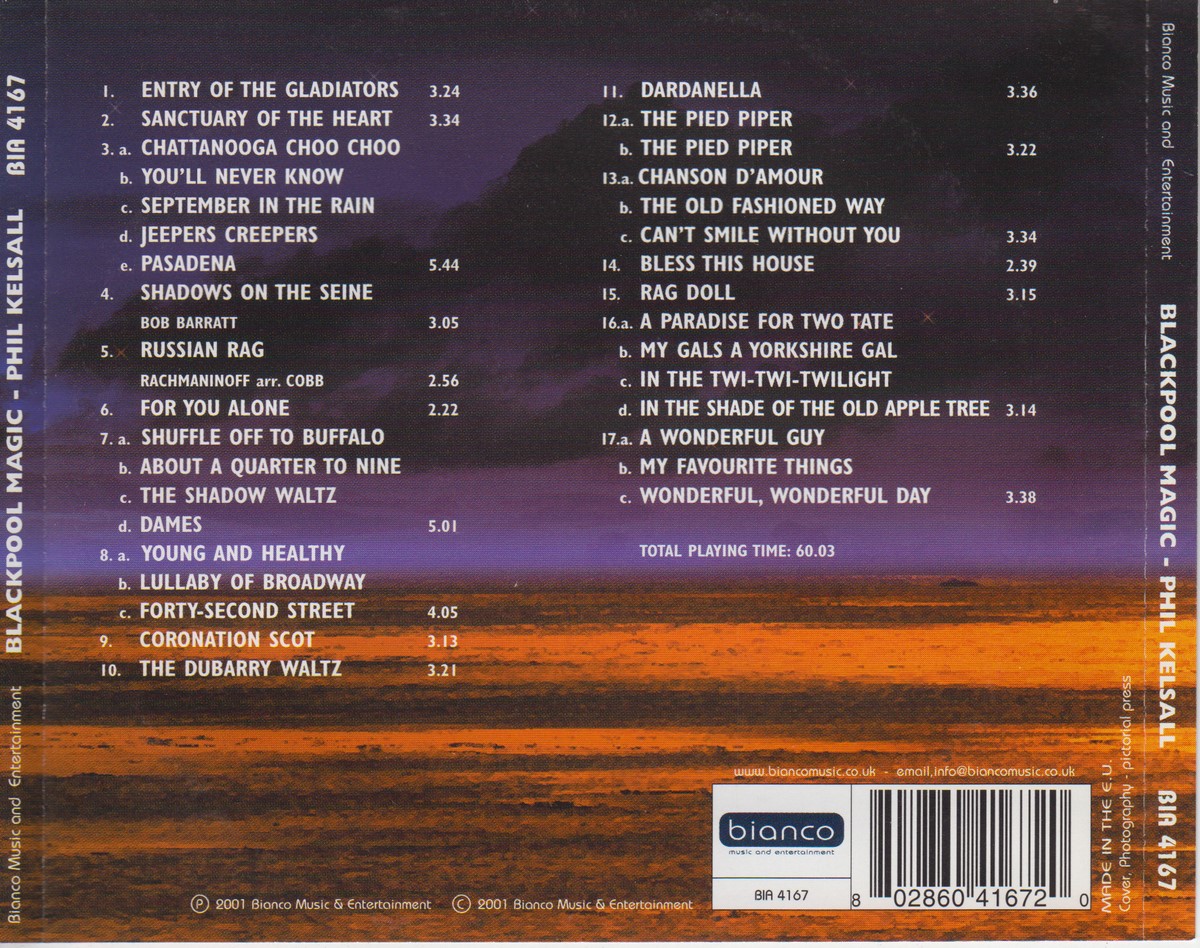 1. ENTRY OF THE GLADIATORS 3.24
2. SANCTUARY OF THE HEART 3.34
3. a. CHATTANOOGA CHOO CHOO
b. YOU'LL NEVER KNOW
c. SEPTEMBER IN THE RAIN
d. JEEPERS CREEPERS
e. PASADENA 5.44
4. SHADOWS ON THE SEINE
BOB BARRATT 3.05
5. RUSSIAN RAG
RACHMANINOFF arr. COBB 2.56
6. FOR YOU ALONE 2.22
7. a. SHUFFLE OFF TO BUFFALO
b. ABOUT A QUARTER TO NINE
c. THE SHADOW WALTZ
d. DAMES 5.01
8. a. YOUNG AND HEALTHY
b. LULLABY OF BROADWAY
c. FORTY-SECOND STREET 4.05
9. CORONATION SCOT 3.13
10. THE DUBARRY WALTZ 3.21
11. DARDANELLA 3.36
12.a. THE PIED PIPER
b. THE PIED PIPER 3.22
13.a. CHANSON D'AMOUR
b. THE OLD FASHIONED WAY
c. CAN'T SMILE WITHOUT YOU 3.34
14. BLESS THIS HOUSE 2.39
15. RAG DOLL 3.15
16.a. A PARADISE FOR TWO TATE
b. MY GALS A YORKSHIRE GAL
c. IN THE TWI-TWI-TWILIGHT
d. IN THE SHADE OF THE OLD APPLE TREE 3.14
17.a. A WONDERFUL GUY
b. MY FAVOURITE THINGS
c. WONDERFUL, WONDERFUL DAY 3.38
TOTAL PLAYING TIME: 60.03
www.biancomusic.co.uk - email,info@biancomusic.co.uk
bianco
music and entertainment
BIA 4167
8 02860 41672 0
℗ 2001 Bianco Music & Entertainment © 2001 Bianco Music & Entertainment
MADE IN THE E.U.
Cover, Photography - pictorial press
Bianco Music and Entertainment BLACKPOOL MAGIC - PHIL KELSALL BIA 4167
Bianco Music and Entertainment BLACKPOOL MAGIC - PHIL KELSALL BIA 4167